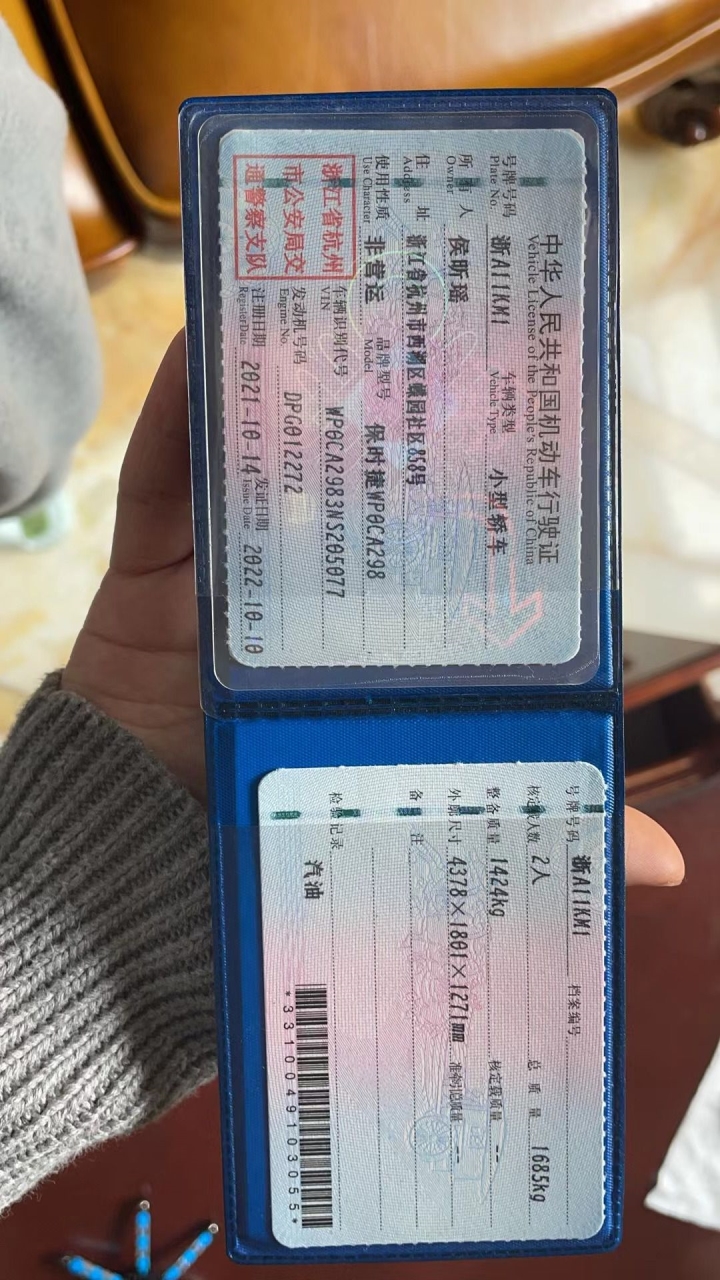 中华人民共和国机动车行驶证
Vehicle License of the People's Republic of China
号牌号码 浙A11KM1 车辆类型 小型轿车
Plate No. Vehicle Type
所有人 侯昕瑶
Owner
住址 浙江省杭州市西湖区蝶园社区858号
Address
使用性质 非营运 品牌型号 保时捷WP0CA298
Use Character Model
浙江省杭州
市公安局交
通警察支队
车辆识别代号 WP0CA2983NS205077
VIN
发动机号码 DPG012272
Engine No.
注册日期 2021-10-14 发证日期 2022-10-10
Register Date Issue Date
号牌号码 浙A11KM1 档案编号
核定载人数 2人 总质量 1685kg
整备质量 1424kg 核定载质量 --
外廓尺寸 4378×1801×1271mm 准牵引总质量 --
备注
检验记录
汽油
*3310049103055*